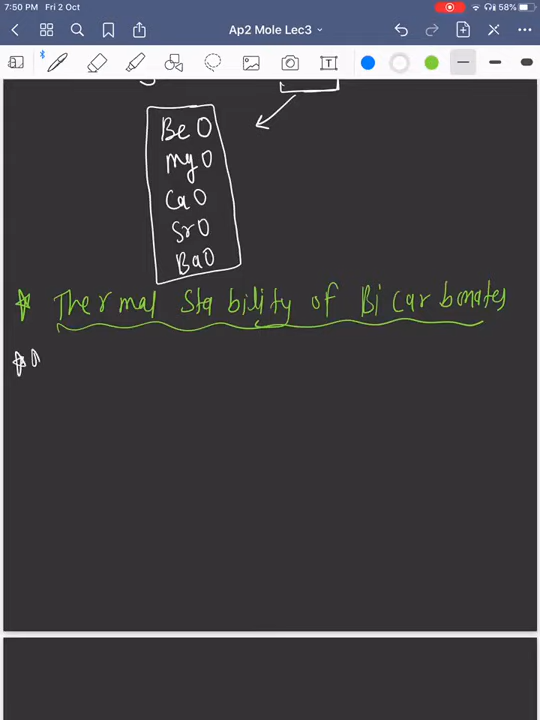 7:50 PM Fri 2 Oct
58%
Ap2 Mole Lec3
T
BeO
MgO
CaO
SrO
BaO
Thermal Stability of Bicarbonates